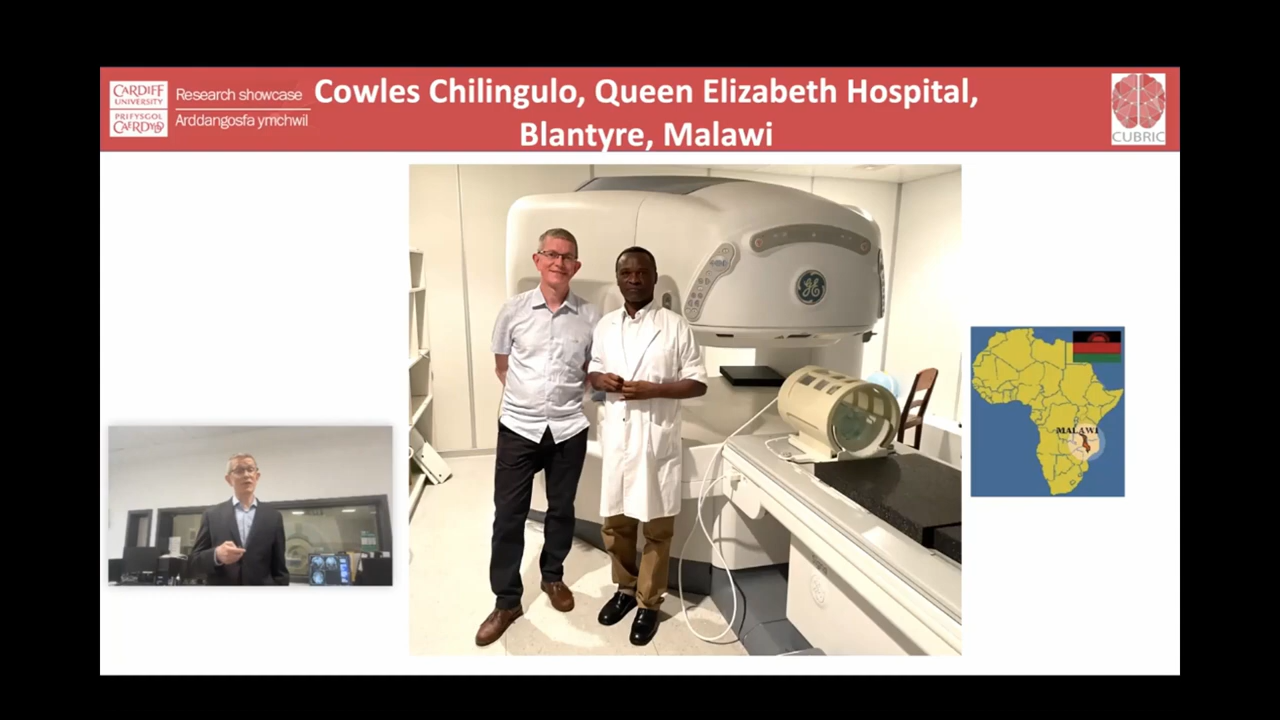 CARDIFF
UNIVERSITY
PRIFYSGOL
CAERDYDD
Research showcase
Arddangosfa ymchwil
Cowles Chilingulo, Queen Elizabeth Hospital,
Blantyre, Malawi
CUBRIC
GE
MALAWI